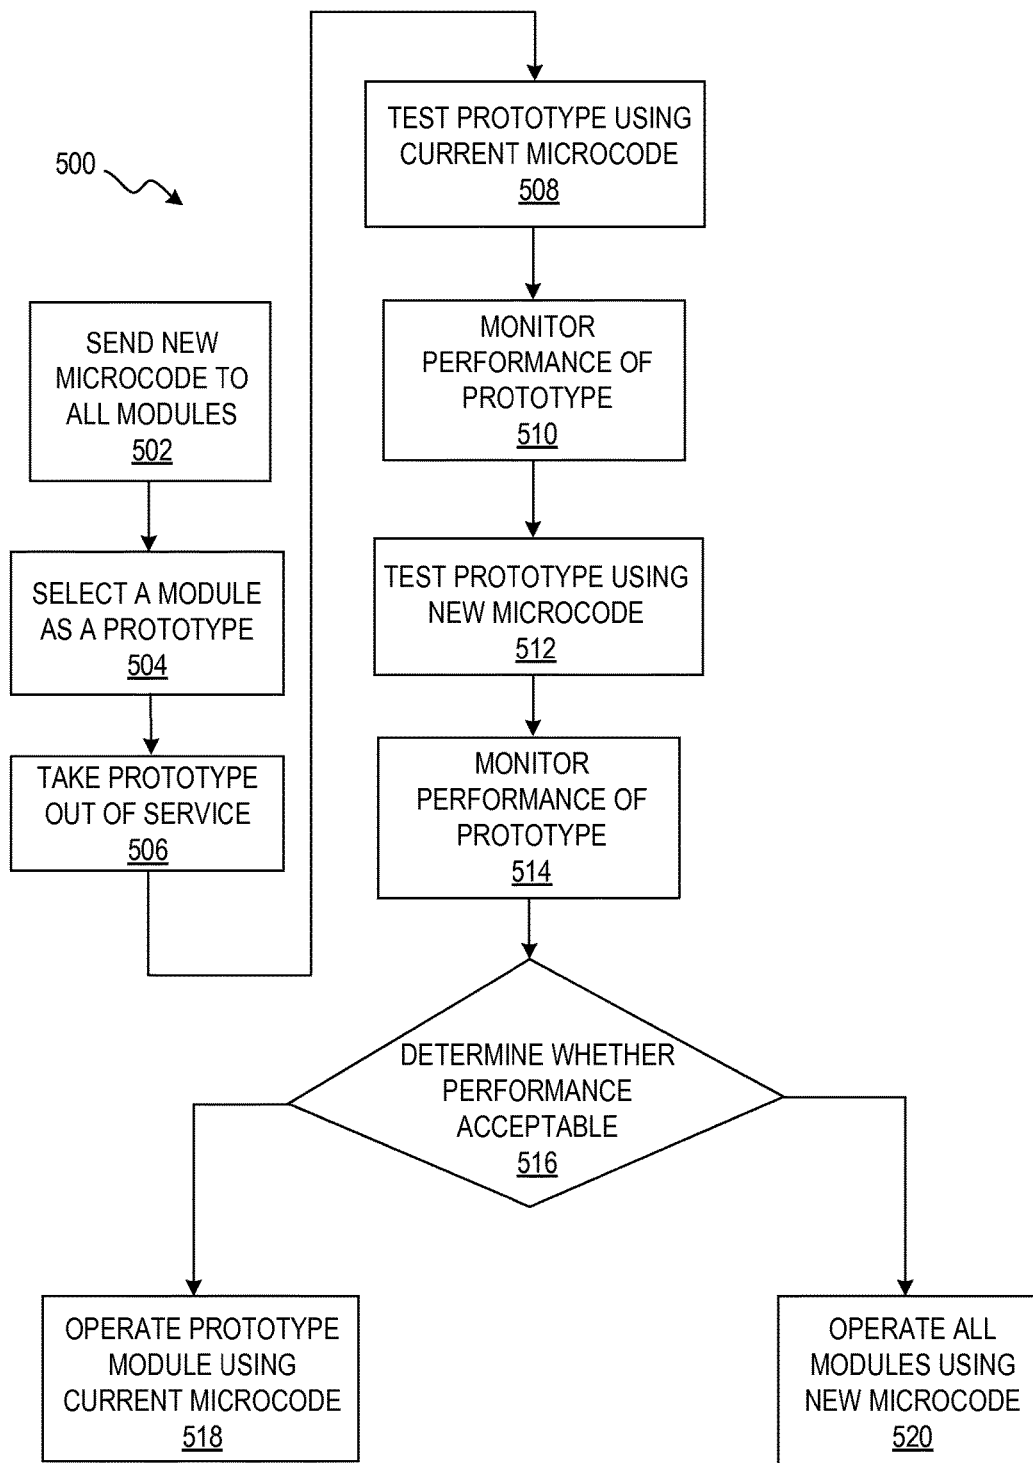 500
SEND NEW
MICROCODE TO
ALL MODULES
502
SELECT A MODULE
AS A PROTOTYPE
504
TAKE PROTOTYPE
OUT OF SERVICE
506
TEST PROTOTYPE USING
CURRENT MICROCODE
508
MONITOR
PERFORMANCE OF
PROTOTYPE
510
TEST PROTOTYPE USING
NEW MICROCODE
512
MONITOR
PERFORMANCE OF
PROTOTYPE
514
DETERMINE WHETHER
PERFORMANCE
ACCEPTABLE
516
OPERATE PROTOTYPE
MODULE USING
CURRENT MICROCODE
518
OPERATE ALL
MODULES USING
NEW MICROCODE
520